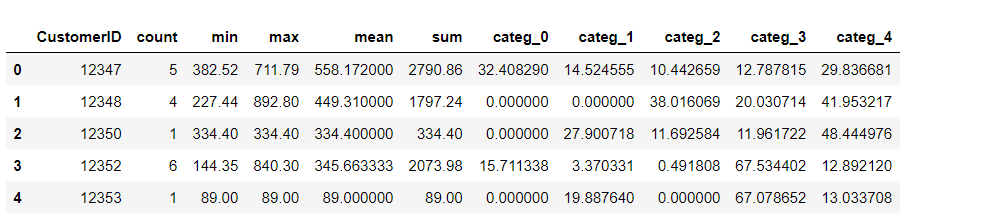 CustomerID count min max mean sum categ_0 categ_1 categ_2 categ_3 categ_4
0 12347 5 382.52 711.79 558.172000 2790.86 32.408290 14.524555 10.442659 12.787815 29.836681
1 12348 4 227.44 892.80 449.310000 1797.24 0.000000 0.000000 38.016069 20.030714 41.953217
2 12350 1 334.40 334.40 334.400000 334.40 0.000000 27.900718 11.692584 11.961722 48.444976
3 12352 6 144.35 840.30 345.663333 2073.98 15.711338 3.370331 0.491808 67.534402 12.892120
4 12353 1 89.00 89.00 89.000000 89.00 0.000000 19.887640 0.000000 67.078652 13.033708